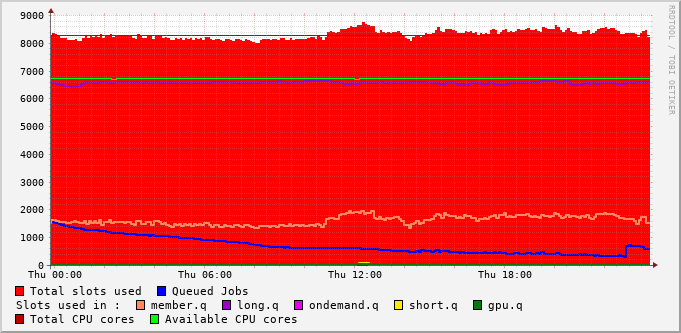 9000
8000
7000
6000
5000
4000
3000
2000
1000
0
Thu 00:00 Thu 06:00 Thu 12:00 Thu 18:00
Total slots used Queued Jobs
Slots used in : member.q long.q ondemand.q short.q gpu.q
Total CPU cores Available CPU cores
RRDTOOL / TOBI OETIKER